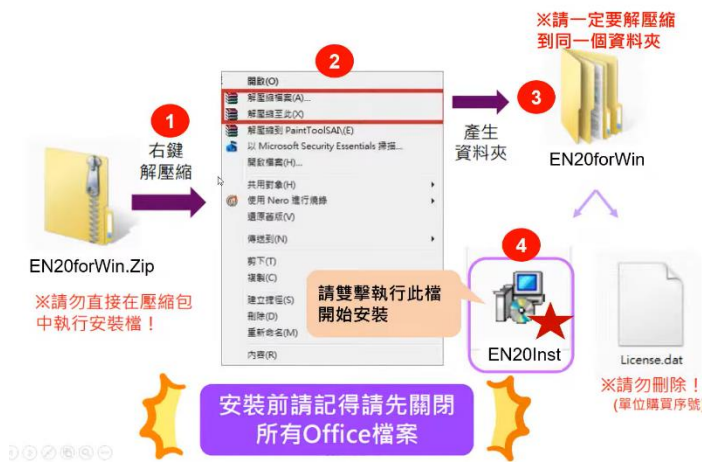 ※請一定要解壓縮
到同一個資料夾
1
右鍵
解壓縮
EN20forWin.Zip
※請勿直接在壓縮包
中執行安裝檔！
2
開啟(O)
解壓縮檔案(A)...
解壓縮至此(X)
解壓縮到 PaintToolSAI\(E)
以 Microsoft Security Essentials 掃描...
開啟檔案(H)...
共用對象(H)
使用 Nero 進行燒錄
還原舊版(V)
傳送到(N)
剪下(T)
複製(C)
建立捷徑(S)
刪除(D)
重新命名(M)
內容(R)
產生
資料夾
3
EN20forWin
4
請雙擊執行此檔
開始安裝
EN20Inst
License.dat
※請勿刪除！
(單位購買序號)
安裝前請記得請先關閉
所有Office檔案